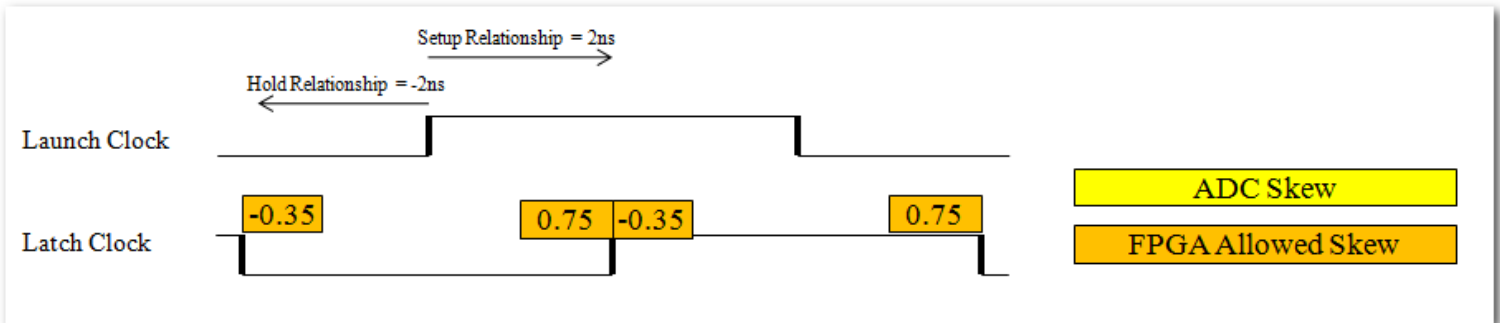 Setup Relationship = 2ns
Hold Relationship = -2ns
Launch Clock
ADC Skew
-0.35 0.75 -0.35 0.75
Latch Clock
FPGA Allowed Skew